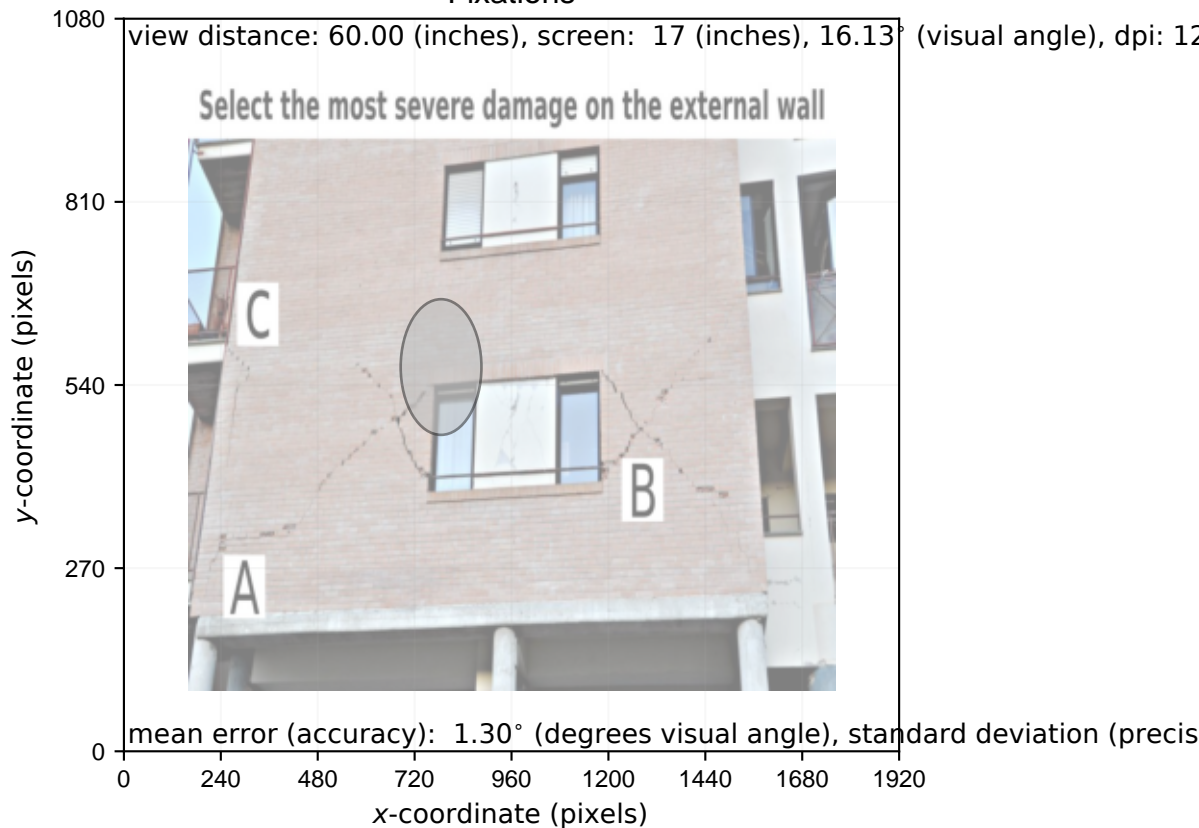 Fixations
1080
view distance: 60.00 (inches), screen:  17 (inches), 16.13° (visual angle), dpi: 12
Select the most severe damage on the external wall
810
C
540
B
270
A
y-coordinate (pixels)
mean error (accuracy):  1.30° (degrees visual angle), standard deviation (precis
0
0 240 480 720 960 1200 1440 1680 1920
x-coordinate (pixels)